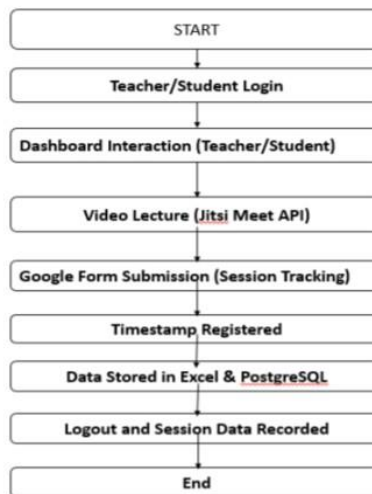 START
Teacher/Student Login
Dashboard Interaction (Teacher/Student)
Video Lecture (Jitsi Meet API)
Google Form Submission (Session Tracking)
Timestamp Registered
Data Stored in Excel & PostgreSQL
Logout and Session Data Recorded
End